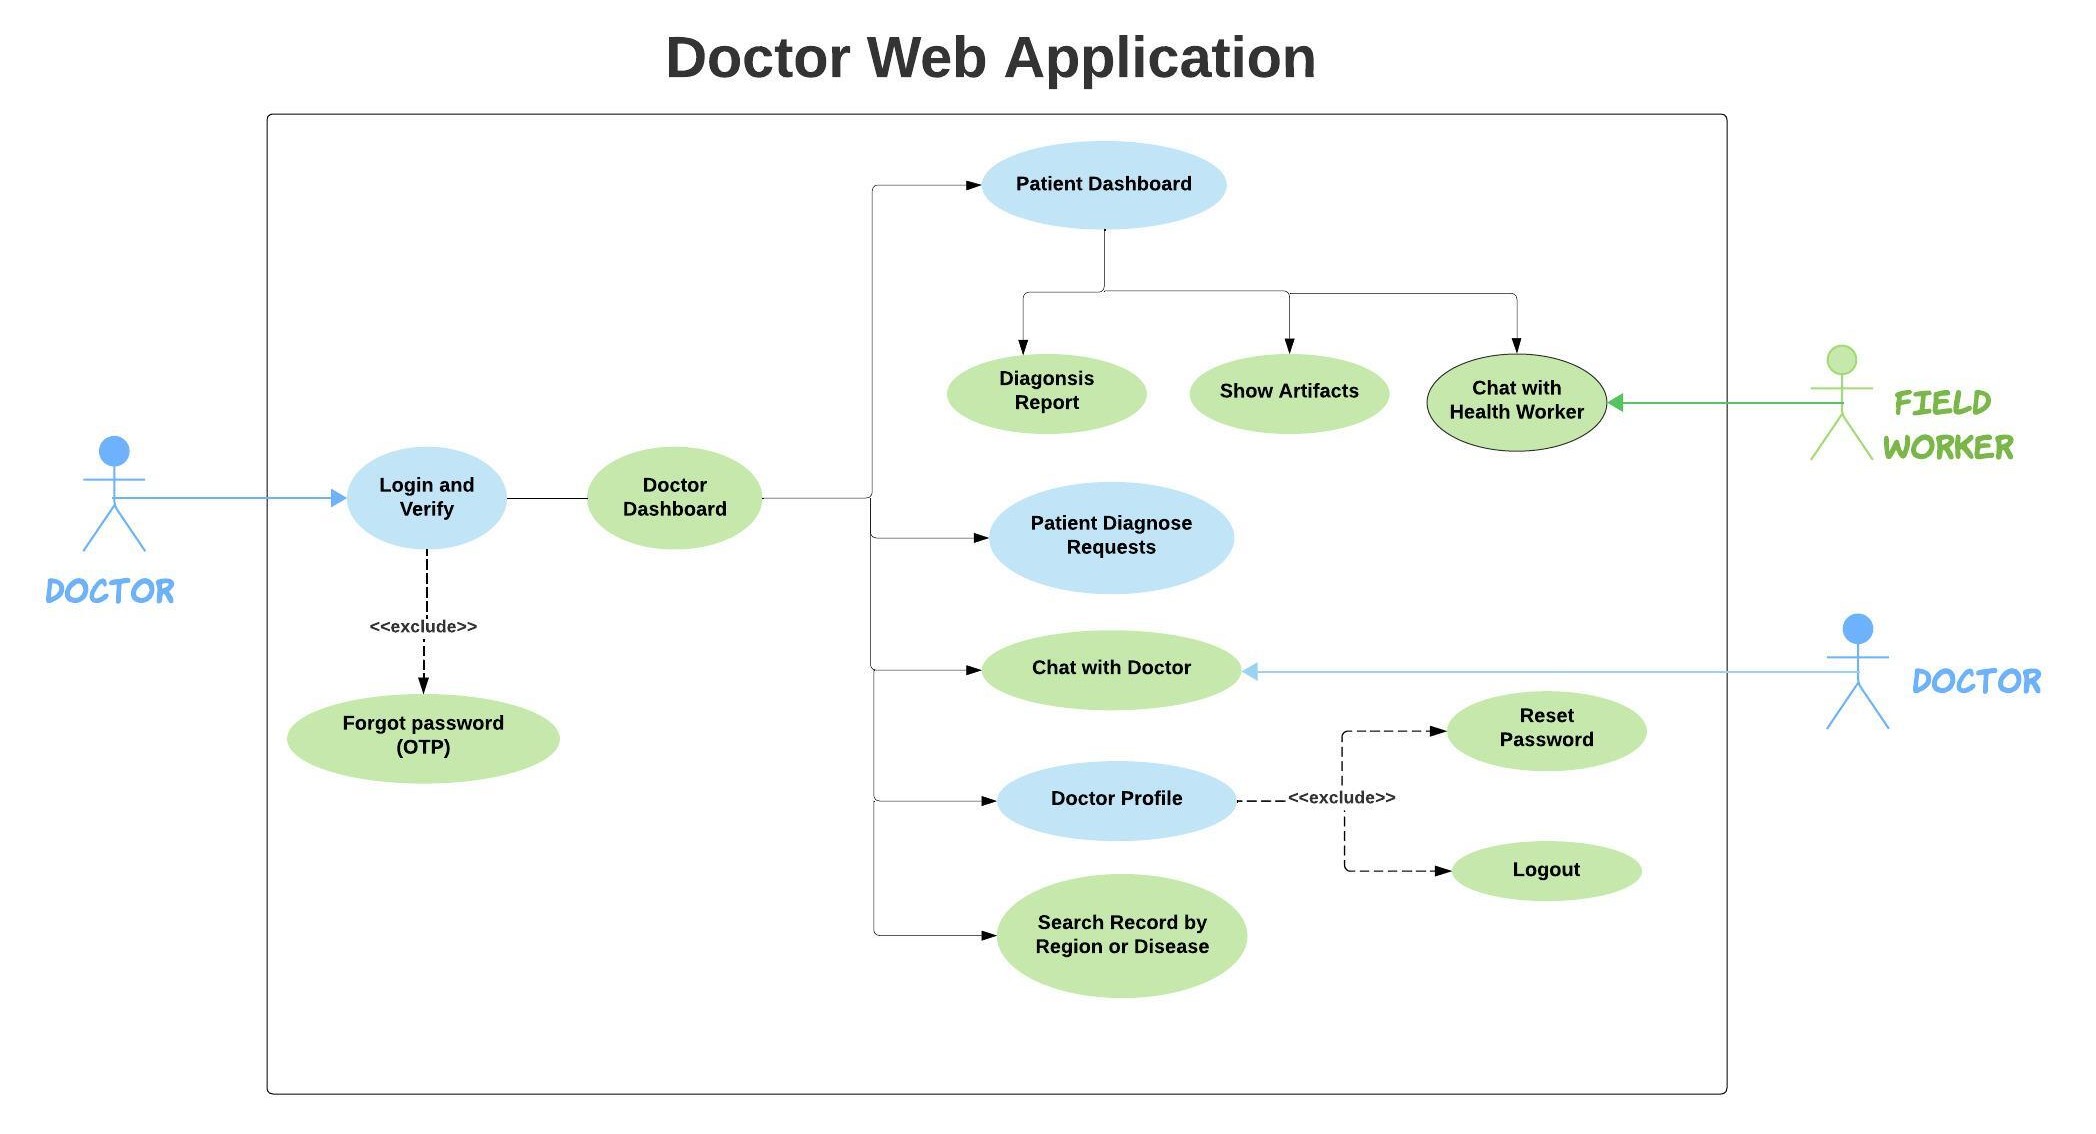 Doctor Web Application
Patient Dashboard
Diagonsis
Report
Show Artifacts
Chat with
Health Worker
FIELD
WORKER
Login and
Verify
Doctor
Dashboard
Patient Diagnose
Requests
DOCTOR
<<exclude>>
Chat with Doctor
DOCTOR
Forgot password
(OTP)
Reset
Password
Doctor Profile
<<exclude>>
Logout
Search Record by
Region or Disease